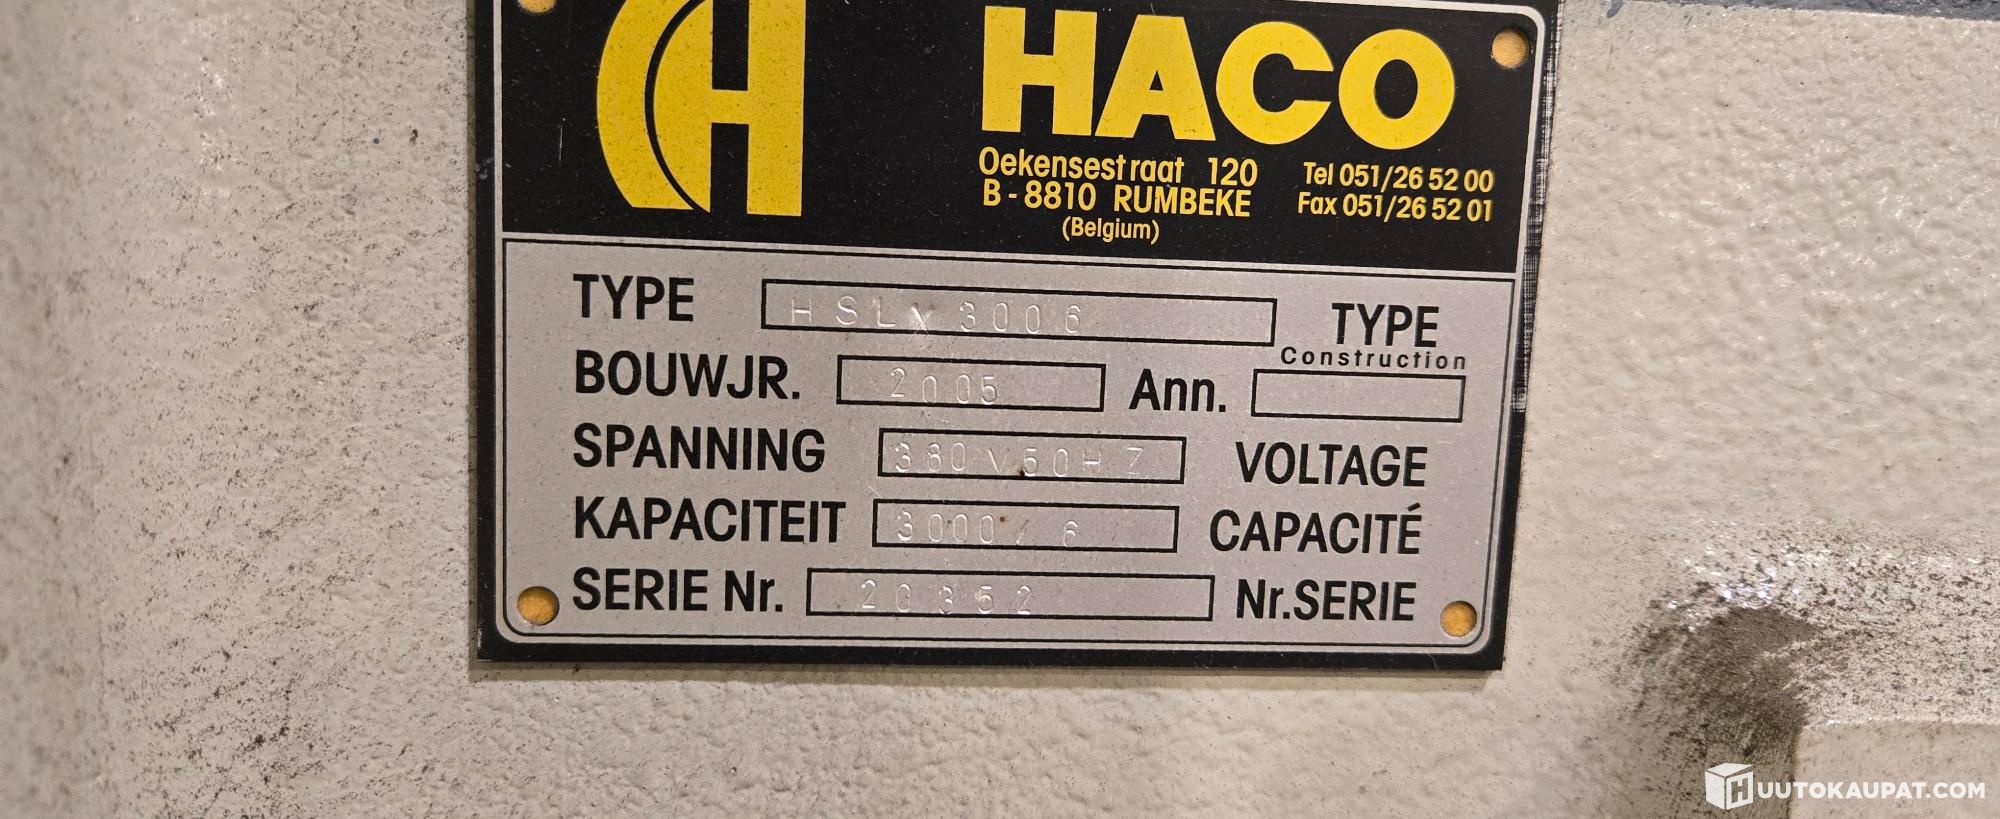 HACO
Oekensestraat 120 Tel 051/26 52 00
B - 8810 RUMBEKE Fax 051/26 52 01
(Belgium)
TYPE HSLX 3006 TYPE
Construction
BOUWJR. 2005 Ann.
SPANNING 380V50HZ VOLTAGE
KAPACITEIT 3000/6 CAPACITÉ
SERIE Nr. 20352 Nr.SERIE
HUUTOKAUPAT.COM